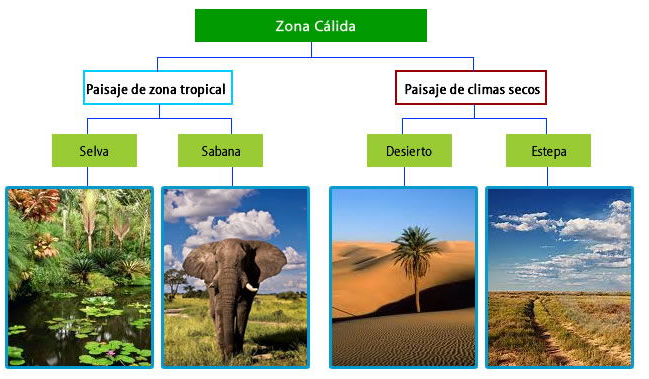 Zona Cálida
Paisaje de zona tropical
Paisaje de climas secos
Selva
Sabana
Desierto
Estepa